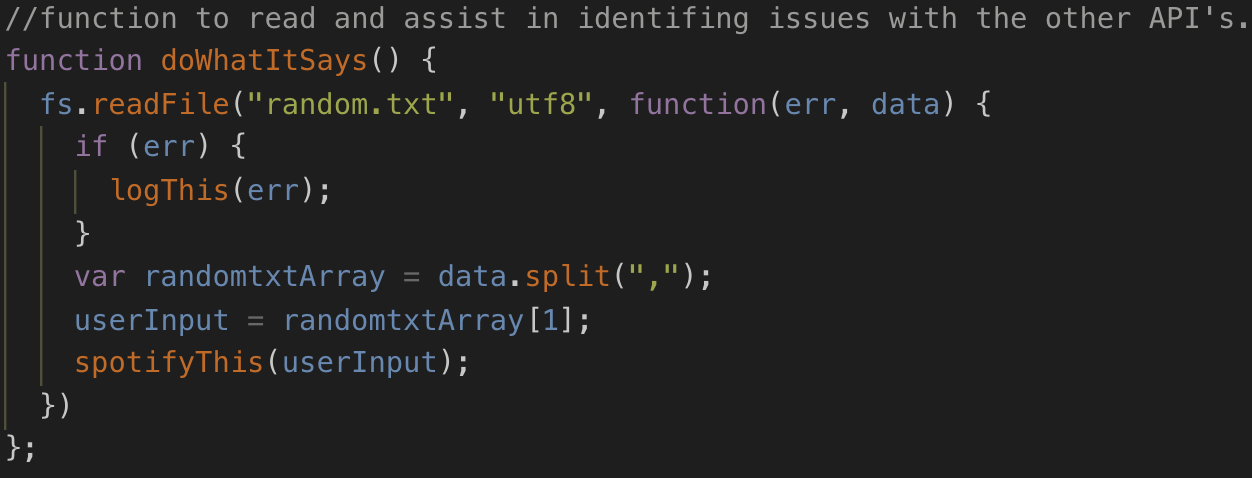 //function to read and assist in identifing issues with the other API's.
function doWhatItSays() {
  fs.readFile("random.txt", "utf8", function(err, data) {
    if (err) {
      logThis(err);
    }
    var randomtxtArray = data.split(",");
    userInput = randomtxtArray[1];
    spotifyThis(userInput);
  })
};